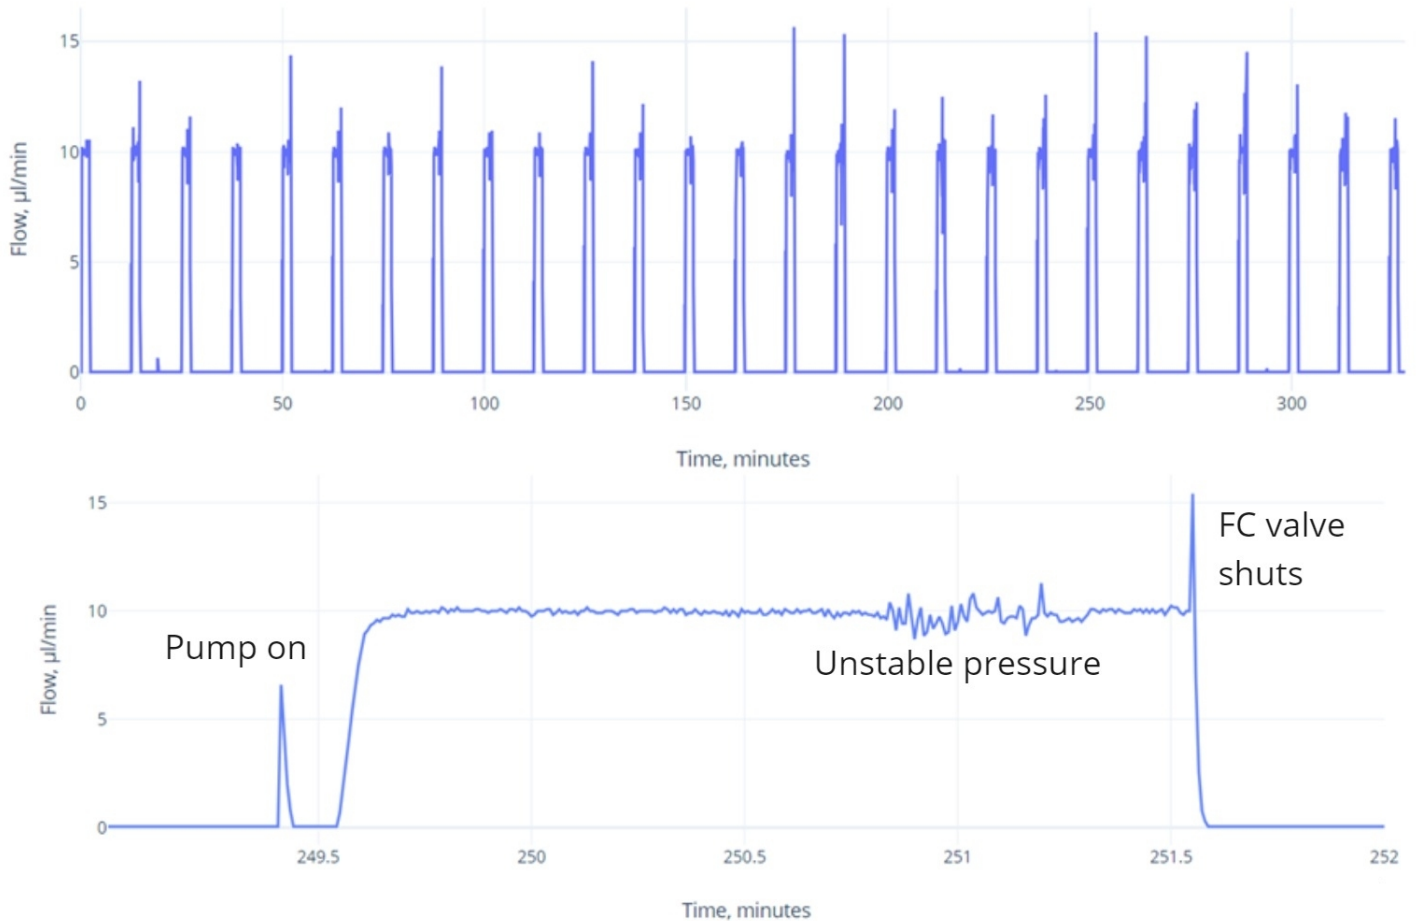 15
10
5
0
Flow, μl/min
0 50 100 150 200 250 300
Time, minutes
15
10
5
0
Flow, μl/min
Pump on
Unstable pressure
FC valve
shuts
249.5 250 250.5 251 251.5 252
Time, minutes